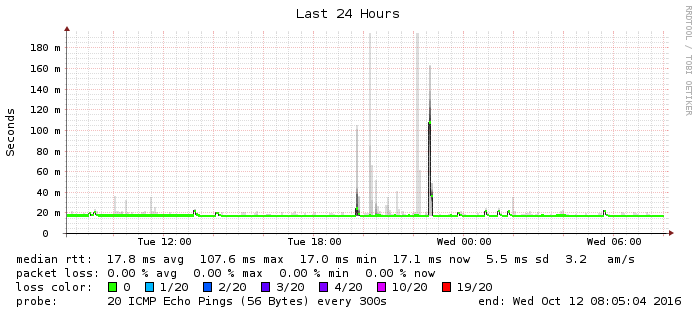 Last 24 Hours
RRDTOOL / TOBI OETIKER
Seconds
180 m
160 m
140 m
120 m
100 m
80 m
60 m
40 m
20 m
0
Tue 12:00 Tue 18:00 Wed 00:00 Wed 06:00
median rtt: 17.8 ms avg 107.6 ms max 17.0 ms min 17.1 ms now 5.5 ms sd 3.2 am/s
packet loss: 0.00 % avg 0.00 % max 0.00 % min 0.00 % now
loss color: 0 1/20 2/20 3/20 4/20 10/20 19/20
probe: 20 ICMP Echo Pings (56 Bytes) every 300s end: Wed Oct 12 08:05:04 2016